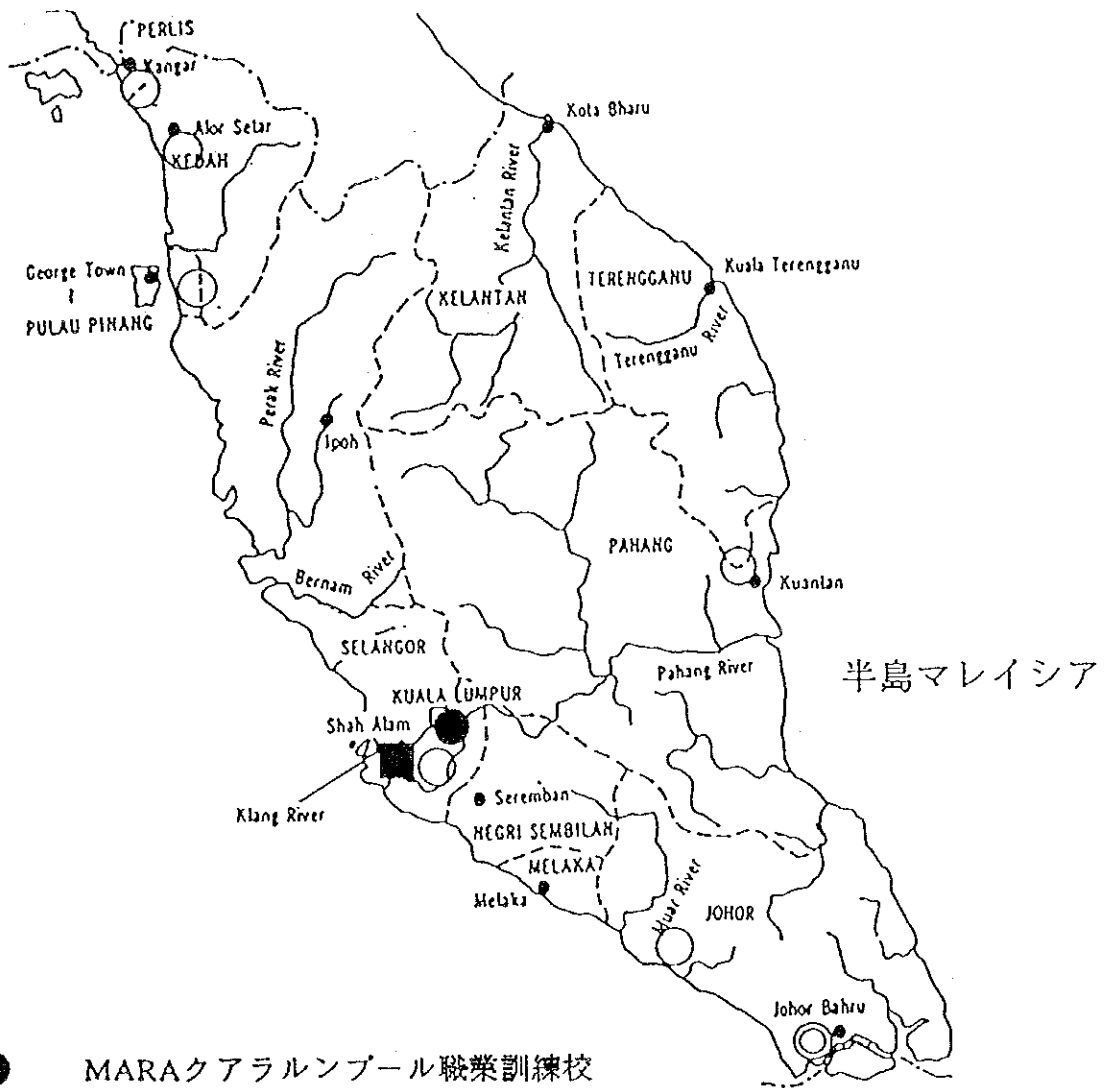 PERLIS
Kangar
Kota Bharu
Alor Setar
KEDAH
Kelantan River
George Town
PULAU PINANG
TERENGGANU
Kuala Terengganu
KELANTAN
Terengganu River
Perak River
Ipoh
PAHANG
Kuantan
Bernam River
SELANGOR
Pahang River
半島マレイシア
KUALA LUMPUR
Shah Alam
Klang River
Seremban
NEGRI SEMBILAN
MELAKA
Melaka
Muar River
JOHOR
Johor Bahru
MARAクアラルンプール職業訓練校